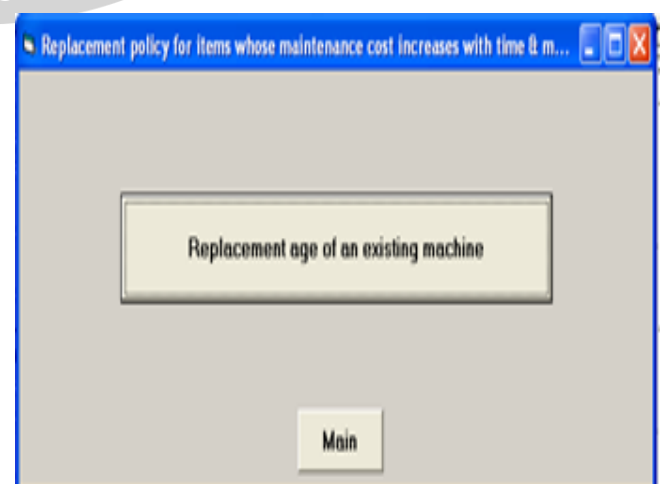 Replacement policy for items whose maintenance cost increases with time & m...
Replacement age of an existing machine
Main